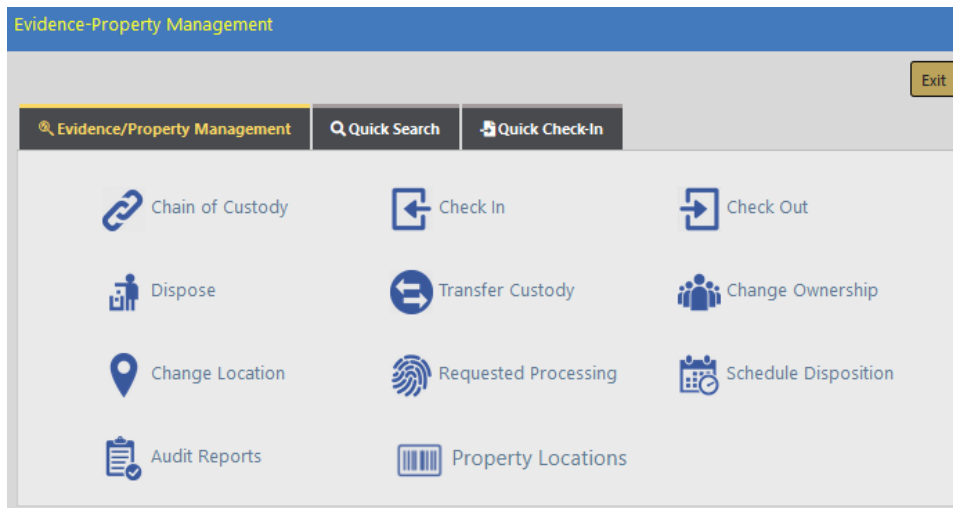 Evidence-Property Management
Exit
Evidence/Property Management Quick Search Quick Check-In
Chain of Custody Check In Check Out
Dispose Transfer Custody Change Ownership
Change Location Requested Processing Schedule Disposition
Audit Reports Property Locations